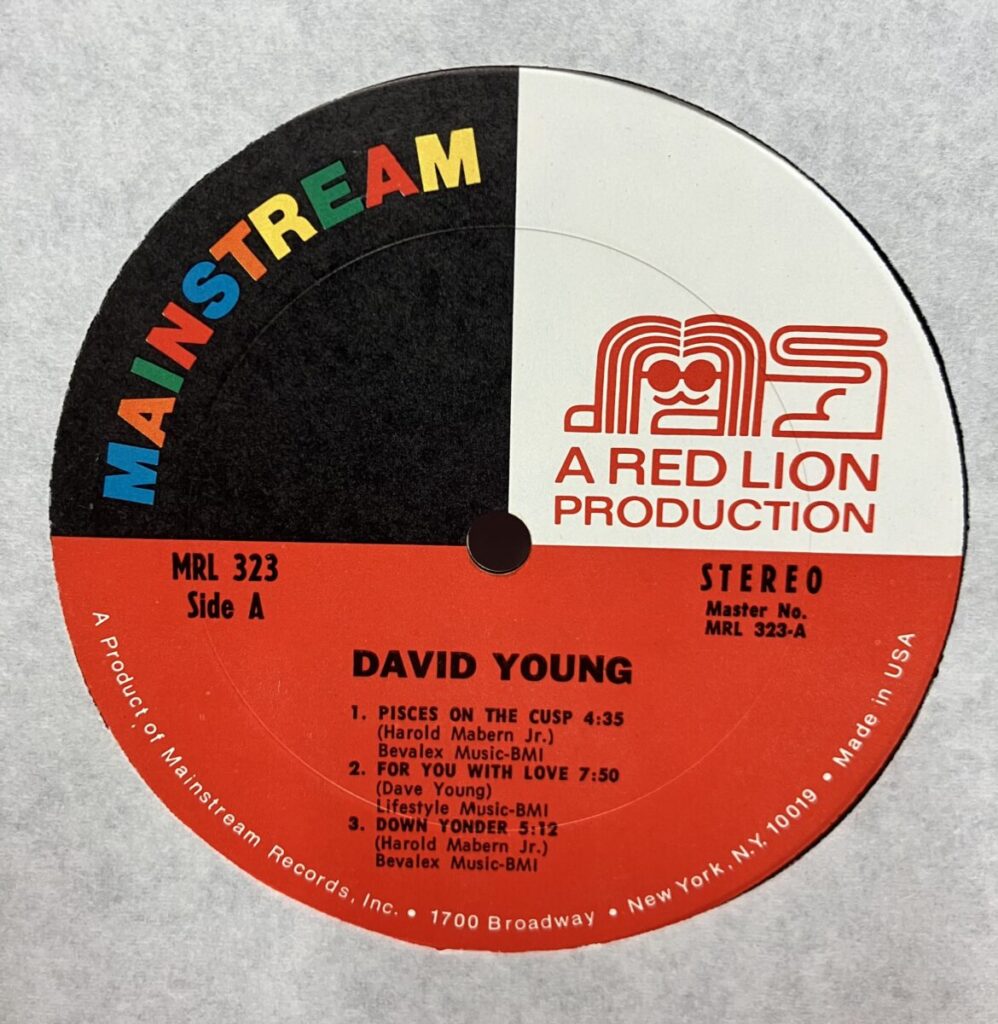 MAINSTREAM
A RED LION
PRODUCTION
MRL 323
Side A
STEREO
Master No.
MRL 323-A
DAVID YOUNG
1. PISCES ON THE CUSP 4:35
(Harold Mabern Jr.)
Bevalex Music-BMI
2. FOR YOU WITH LOVE 7:50
(Dave Young)
Lifestyle Music-BMI
3. DOWN YONDER 5:12
(Harold Mabern Jr.)
Bevalex Music-BMI
A Product of Mainstream Records, Inc. • 1700 Broadway • New York, N.Y. 10019 • Made in USA